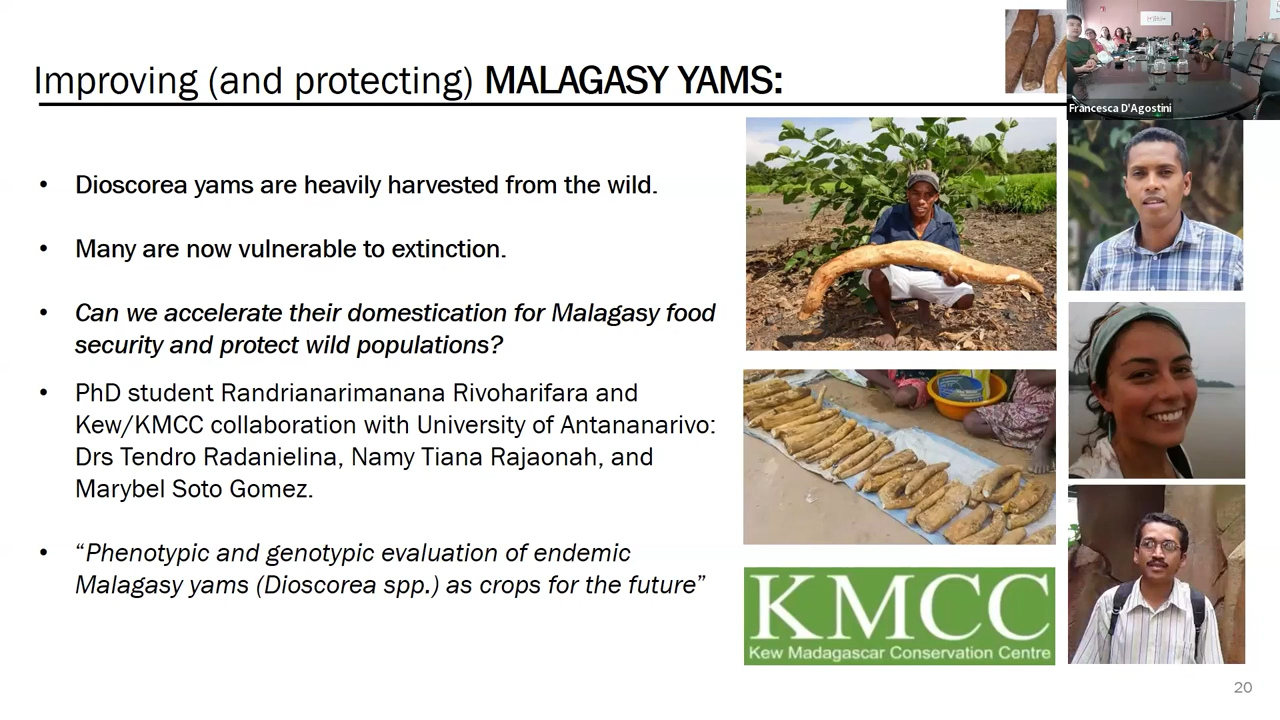 Improving (and protecting) MALAGASY YAMS:
Francesca D'Agostini
• Dioscorea yams are heavily harvested from the wild.
• Many are now vulnerable to extinction.
• Can we accelerate their domestication for Malagasy food
security and protect wild populations?
• PhD student Randrianarimanana Rivoharifara and
Kew/KMCC collaboration with University of Antananarivo:
Drs Tendro Radanielina, Namy Tiana Rajaonah, and
Marybel Soto Gomez.
• “Phenotypic and genotypic evaluation of endemic
Malagasy yams (Dioscorea spp.) as crops for the future”
KMCC
Kew Madagascar Conservation Centre
20